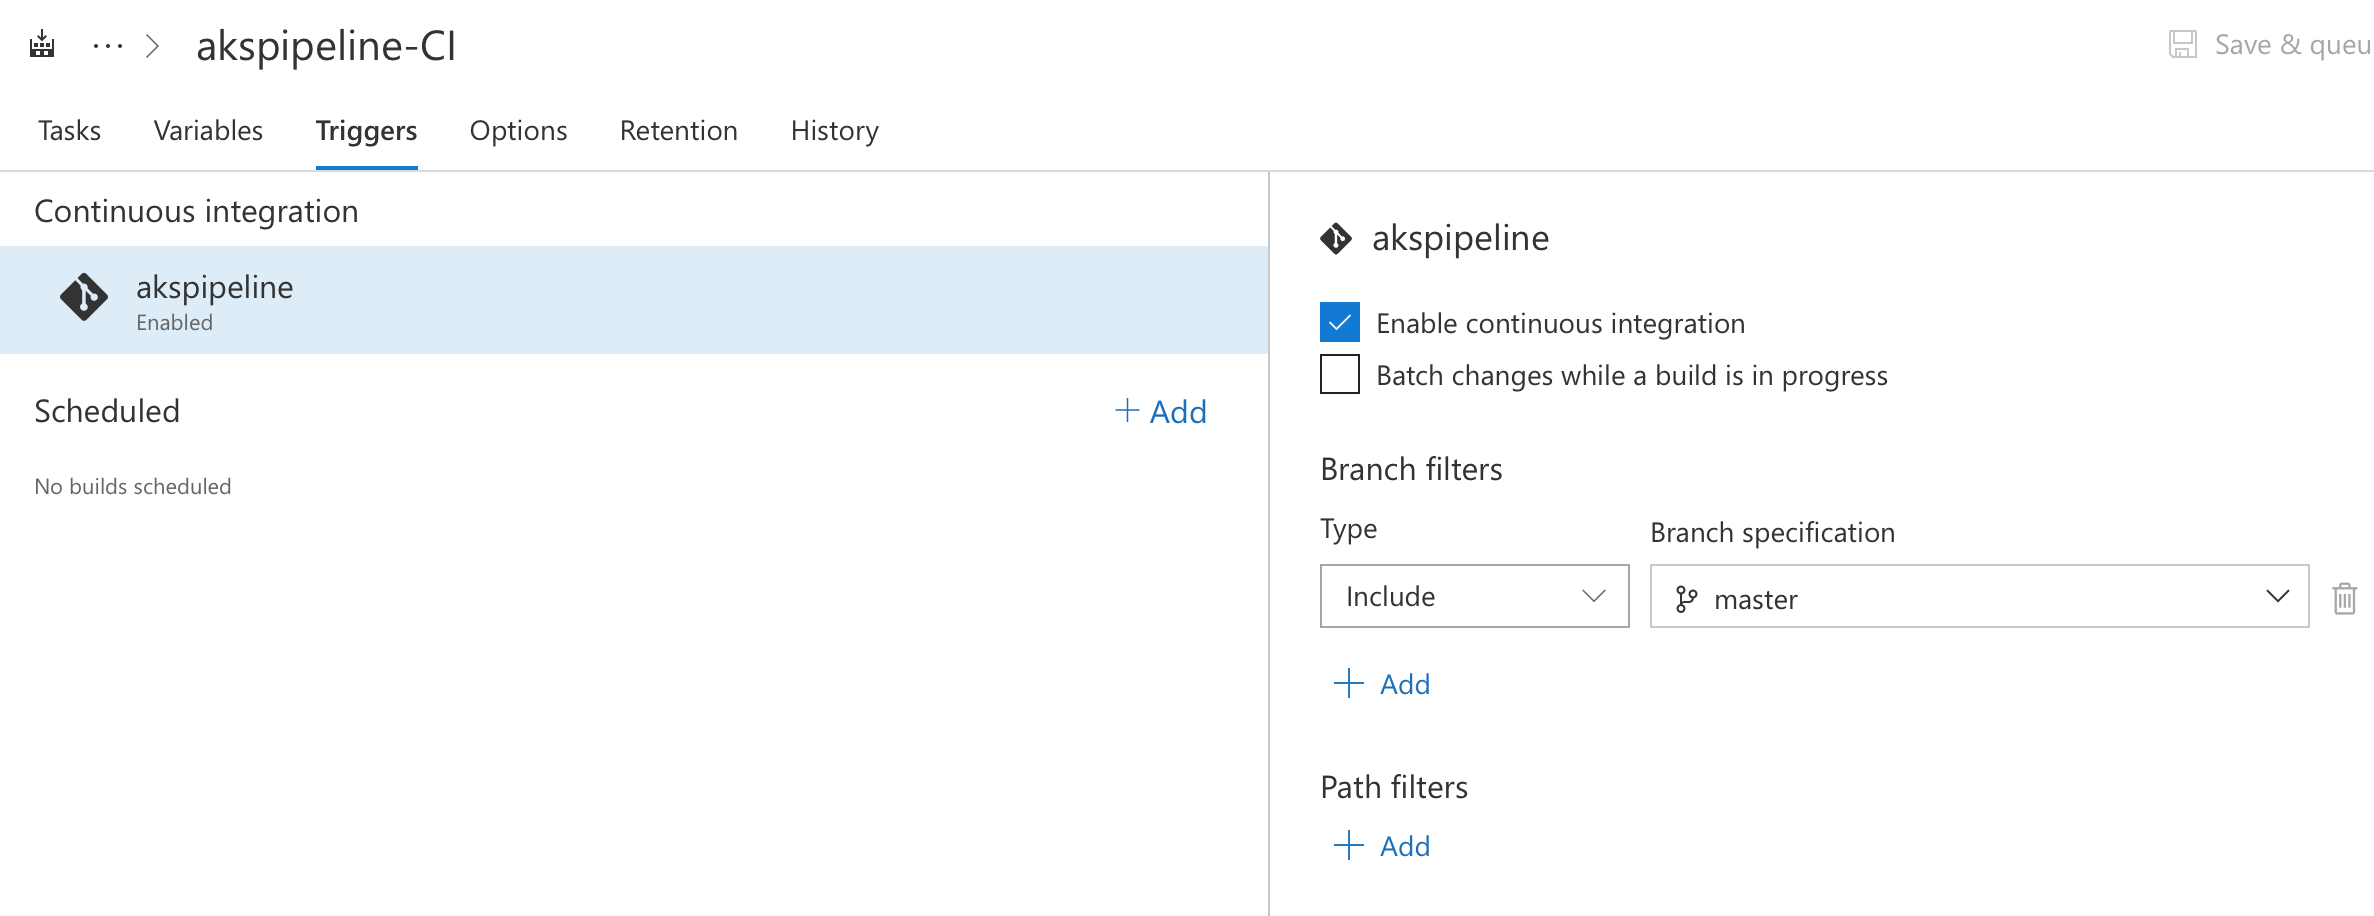 akspipeline-CI
Save & queu
Tasks Variables Triggers Options Retention History
Continuous integration
akspipeline
Enabled
Scheduled
Add
No builds scheduled
akspipeline
Enable continuous integration
Batch changes while a build is in progress
Branch filters
Type Branch specification
Include master
Add
Path filters
Add